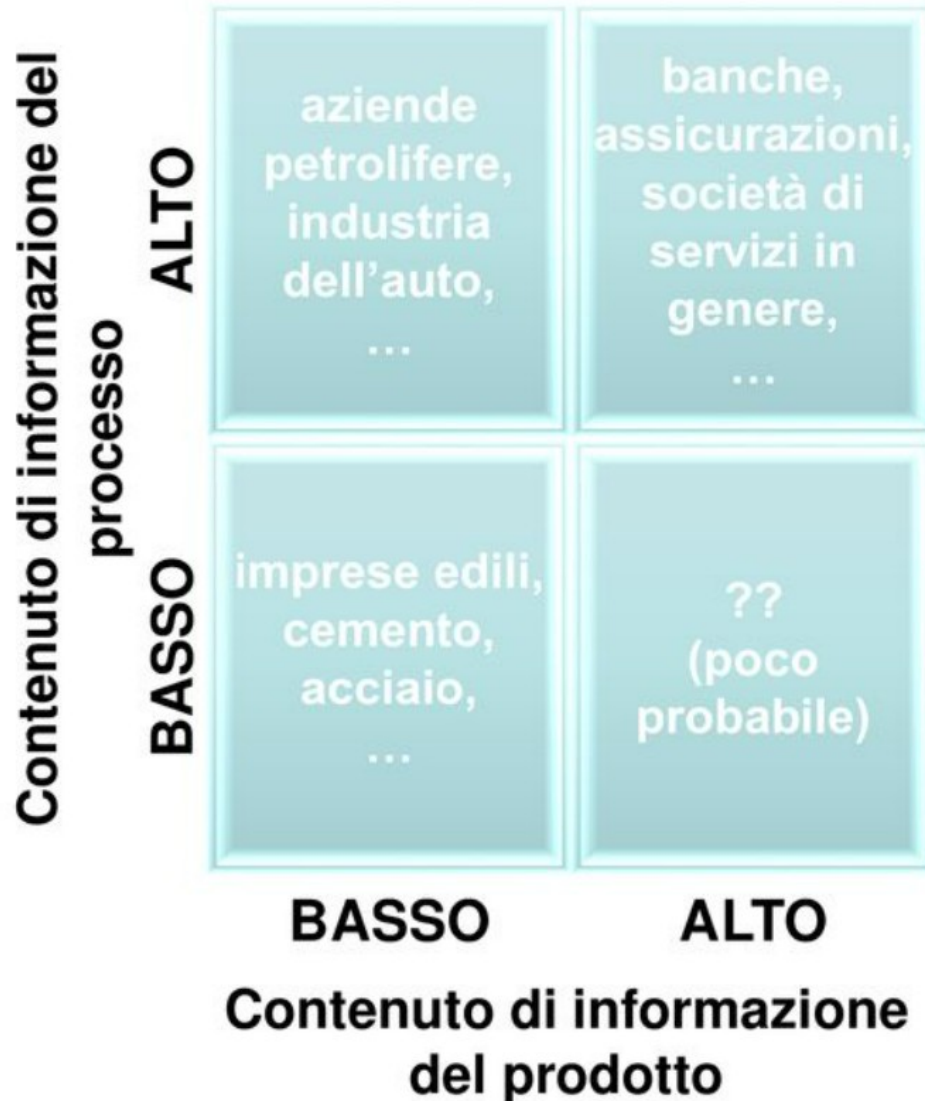 Contenuto di informazione del
processo
ALTO
aziende
petrolifere,
industria
dell'auto,
...
banche,
assicurazioni,
società di
servizi in
genere,
...
BASSO
imprese edili,
cemento,
acciaio,
...
??
(poco
probabile)
BASSO
ALTO
Contenuto di informazione
del prodotto